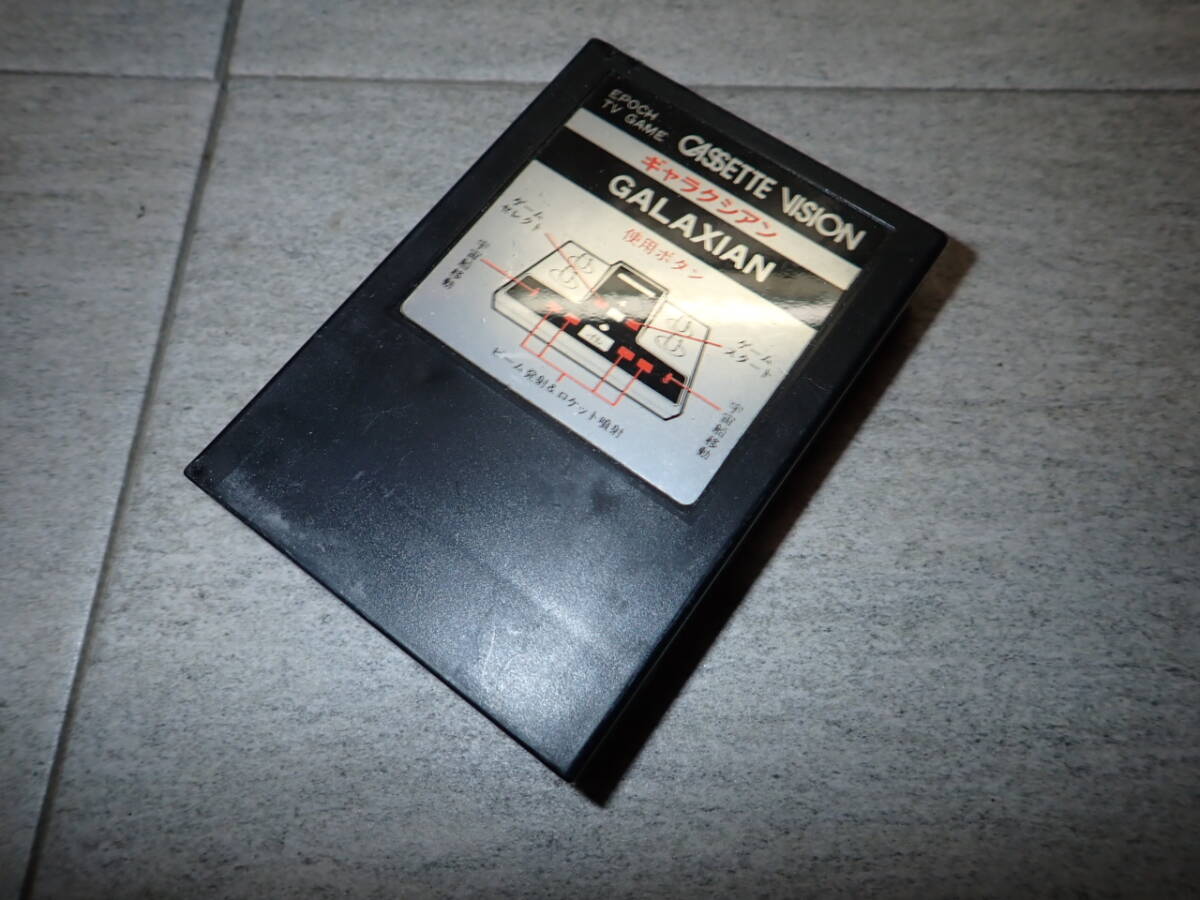 EPOCH
TV GAME
CASSETTE VISION
ギャラクシアン
GALAXIAN
使用ボタン
ゲーム
セレクト
宇宙船移動
ゲーム
スタート
宇宙船移動
ビーム発射&ロケット噴射